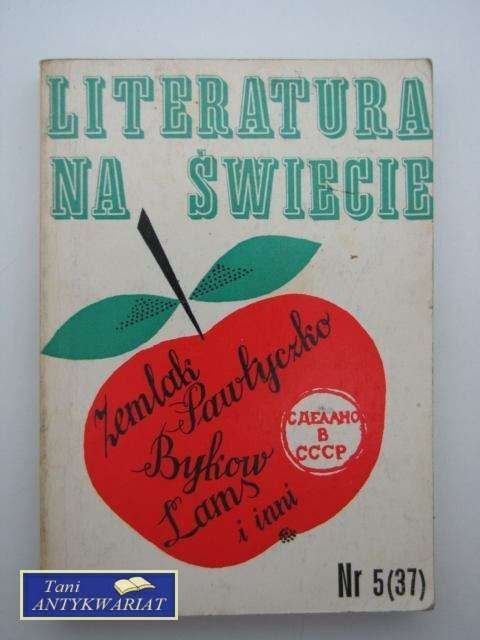 LITERATURA
NA ŚWIECIE
Zemlak
Pawłyczko
Bykow
Lams
i inni
СДЕЛАНО
В
СССР
Nr 5(37)
Tani
ANTYKWARIAT